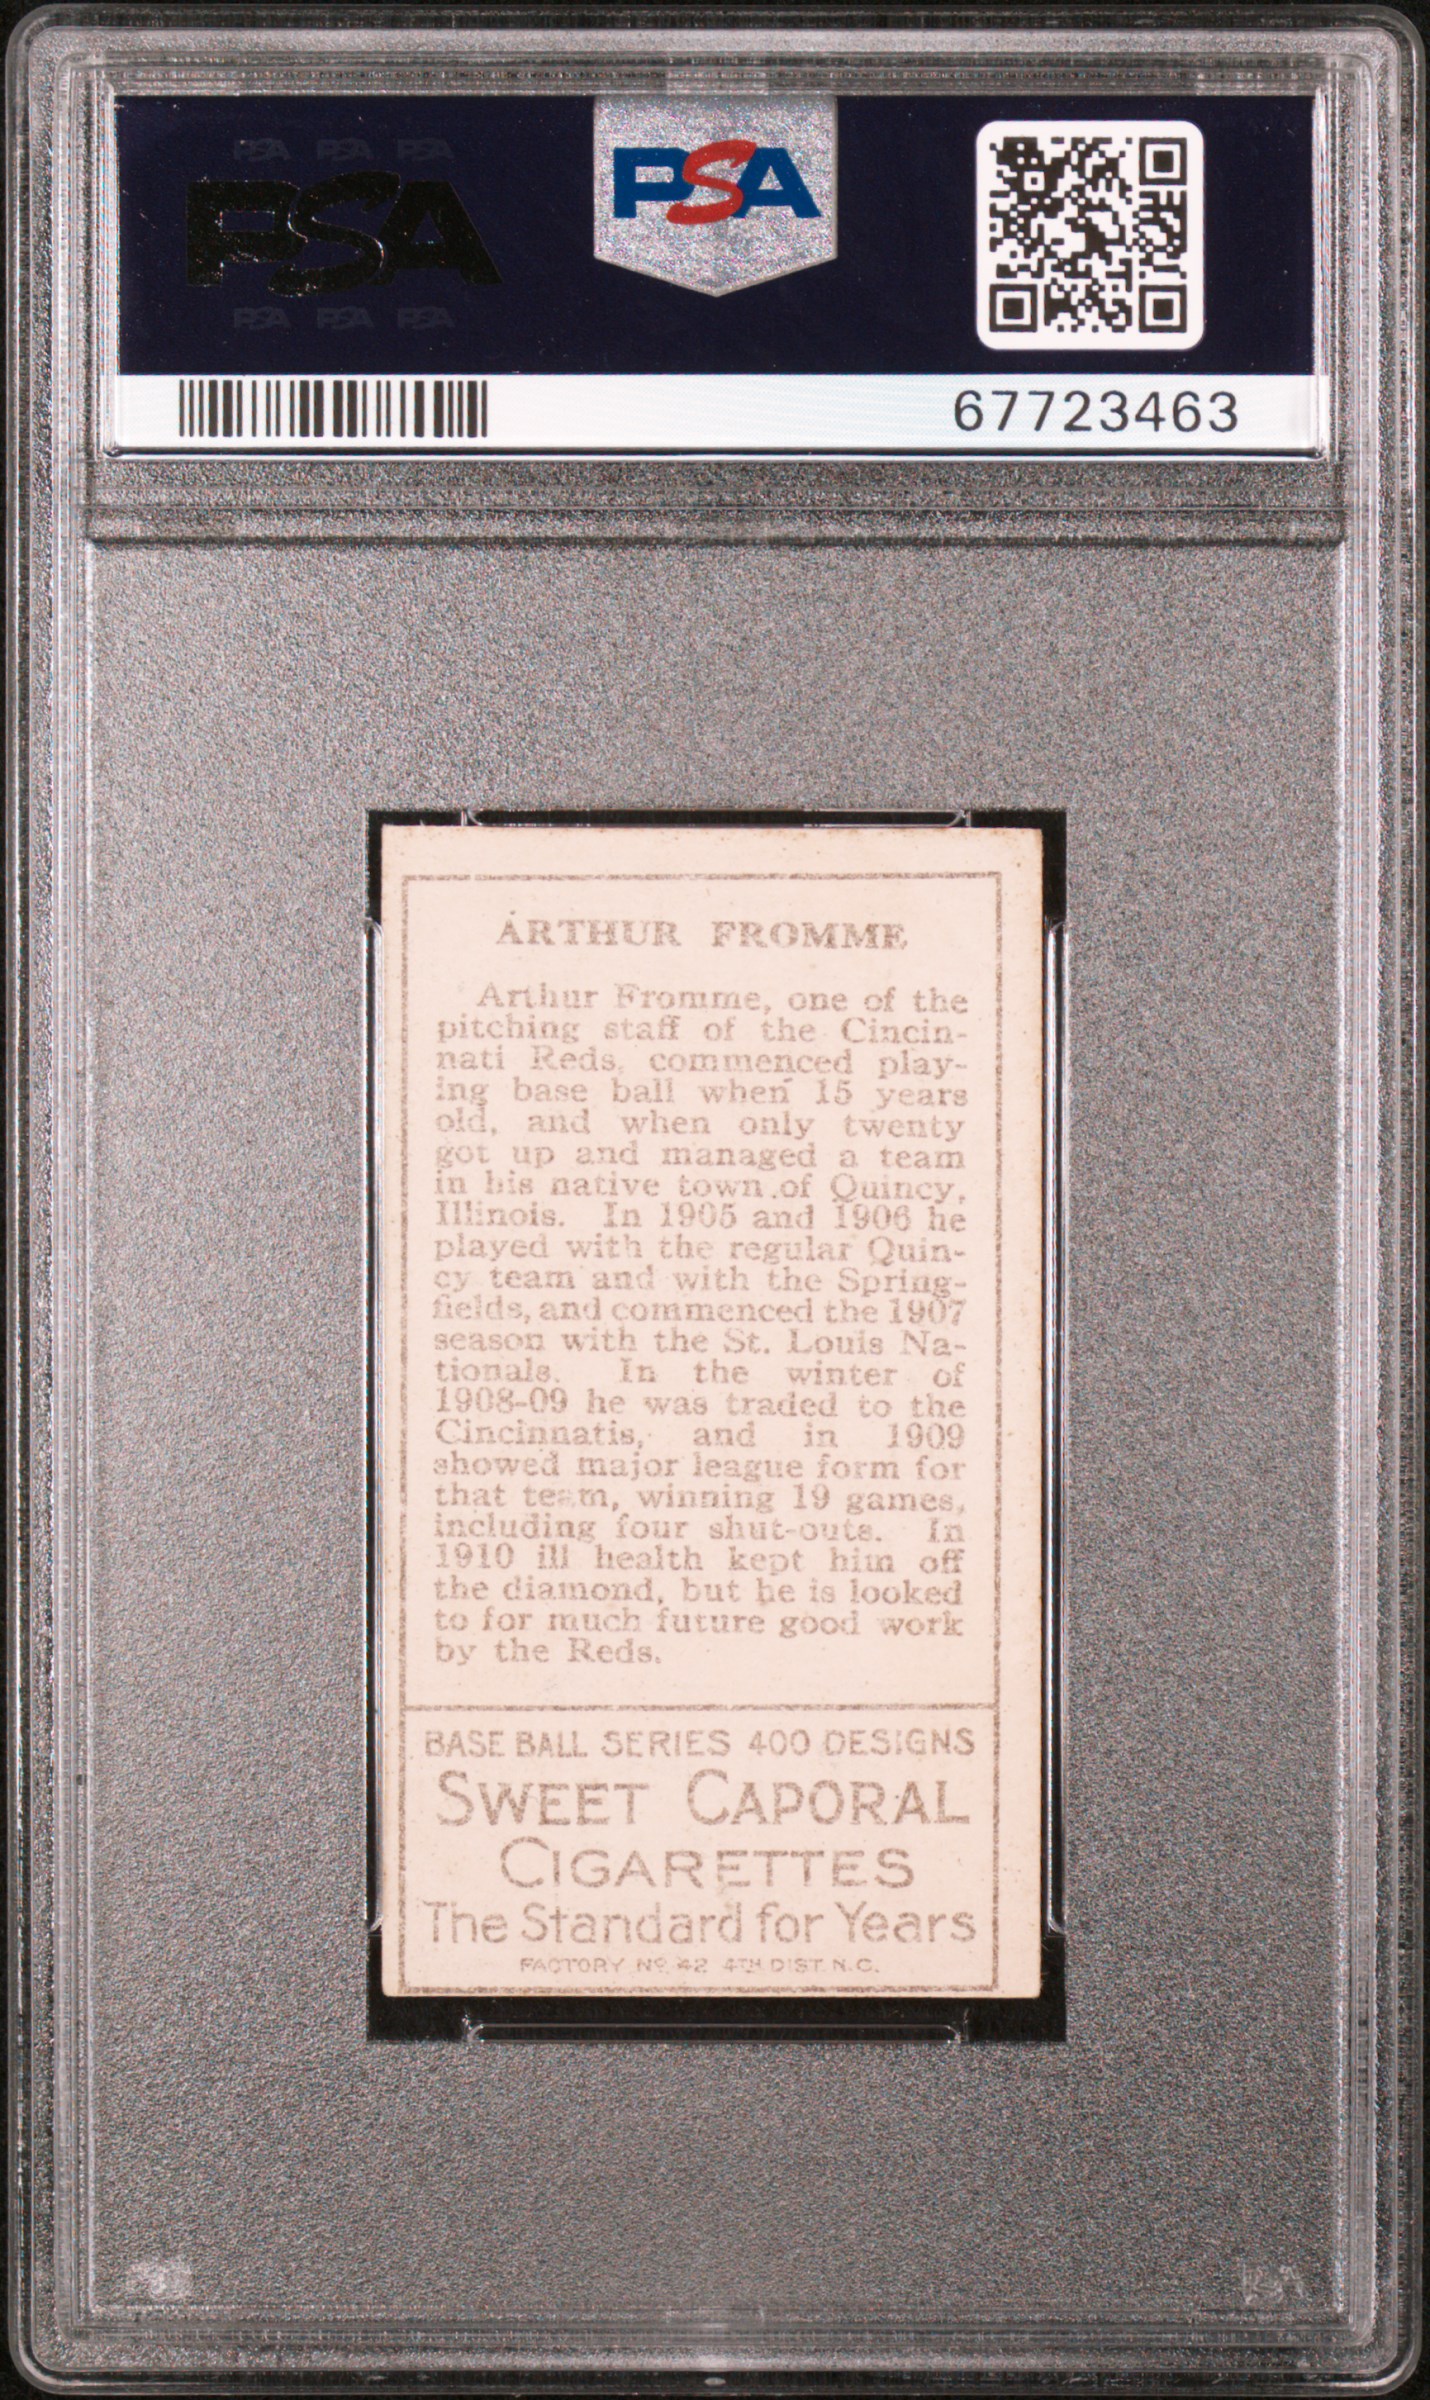 PSA PSA PSA
PSA
PSA PSA PSA
PSA
67723463
ARTHUR FROMME
Arthur Fromme, one of the
pitching staff of the Cincin-
nati Reds, commenced play-
ing base ball when 15 years
old, and when only twenty
got up and managed a team
in his native town of Quincy,
Illinois. In 1905 and 1906 he
played with the regular Quin-
cy team and with the Spring-
fields, and commenced the 1907
season with the St. Louis Na-
tionals. In the winter of
1908-09 he was traded to the
Cincinnatis, and in 1909
showed major league form for
that team, winning 19 games,
including four shut-outs. In
1910 ill health kept him off
the diamond, but he is looked
to for much future good work
by the Reds.
BASE BALL SERIES 400 DESIGNS
SWEET CAPORAL
CIGARETTES
The Standard for Years
FACTORY Nº 42 4TH DIST. N.C.